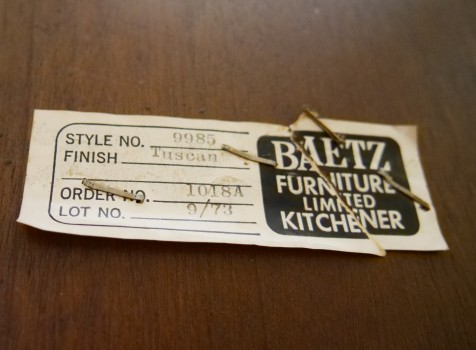 STYLE NO. 9985
FINISH Tuscan
ORDER NO. 1018A
LOT NO. 9/73
BAETZ
FURNITURE
LIMITED
KITCHENER